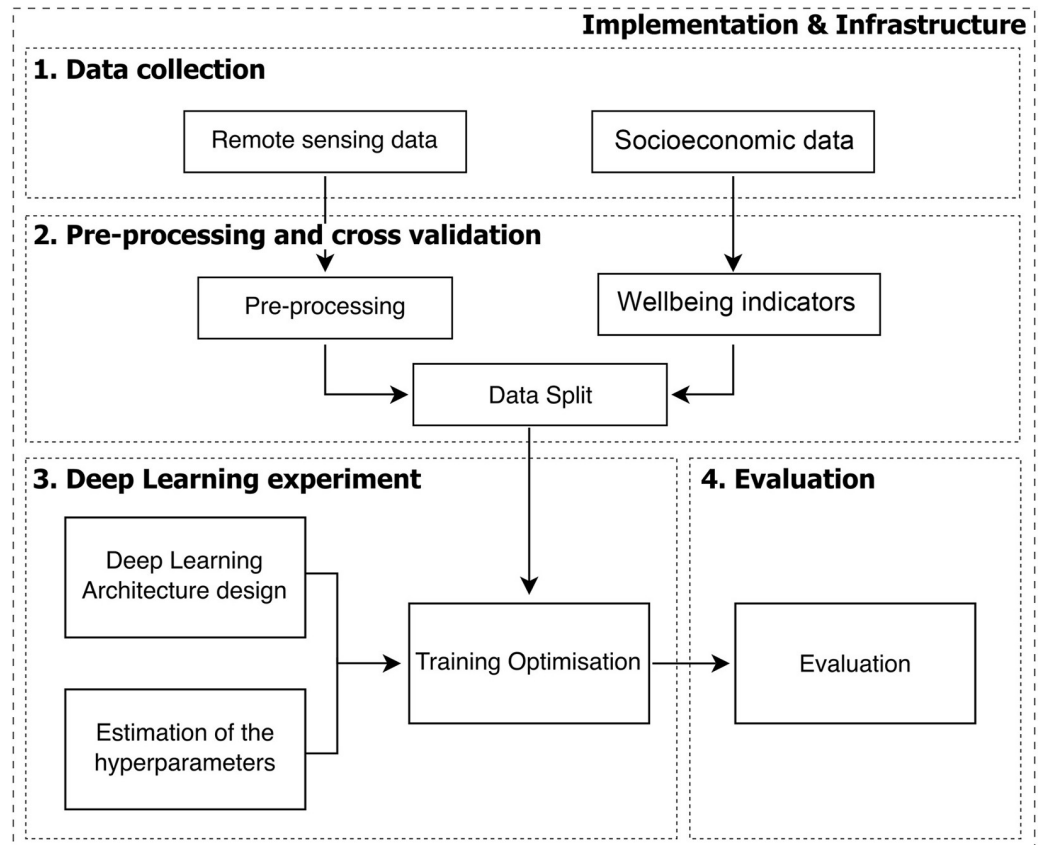 Implementation & Infrastructure
1. Data collection
Remote sensing data
Socioeconomic data
2. Pre-processing and cross validation
Pre-processing
Wellbeing indicators
Data Split
3. Deep Learning experiment
Deep Learning
Architecture design
Estimation of the
hyperparameters
Training Optimisation
4. Evaluation
Evaluation